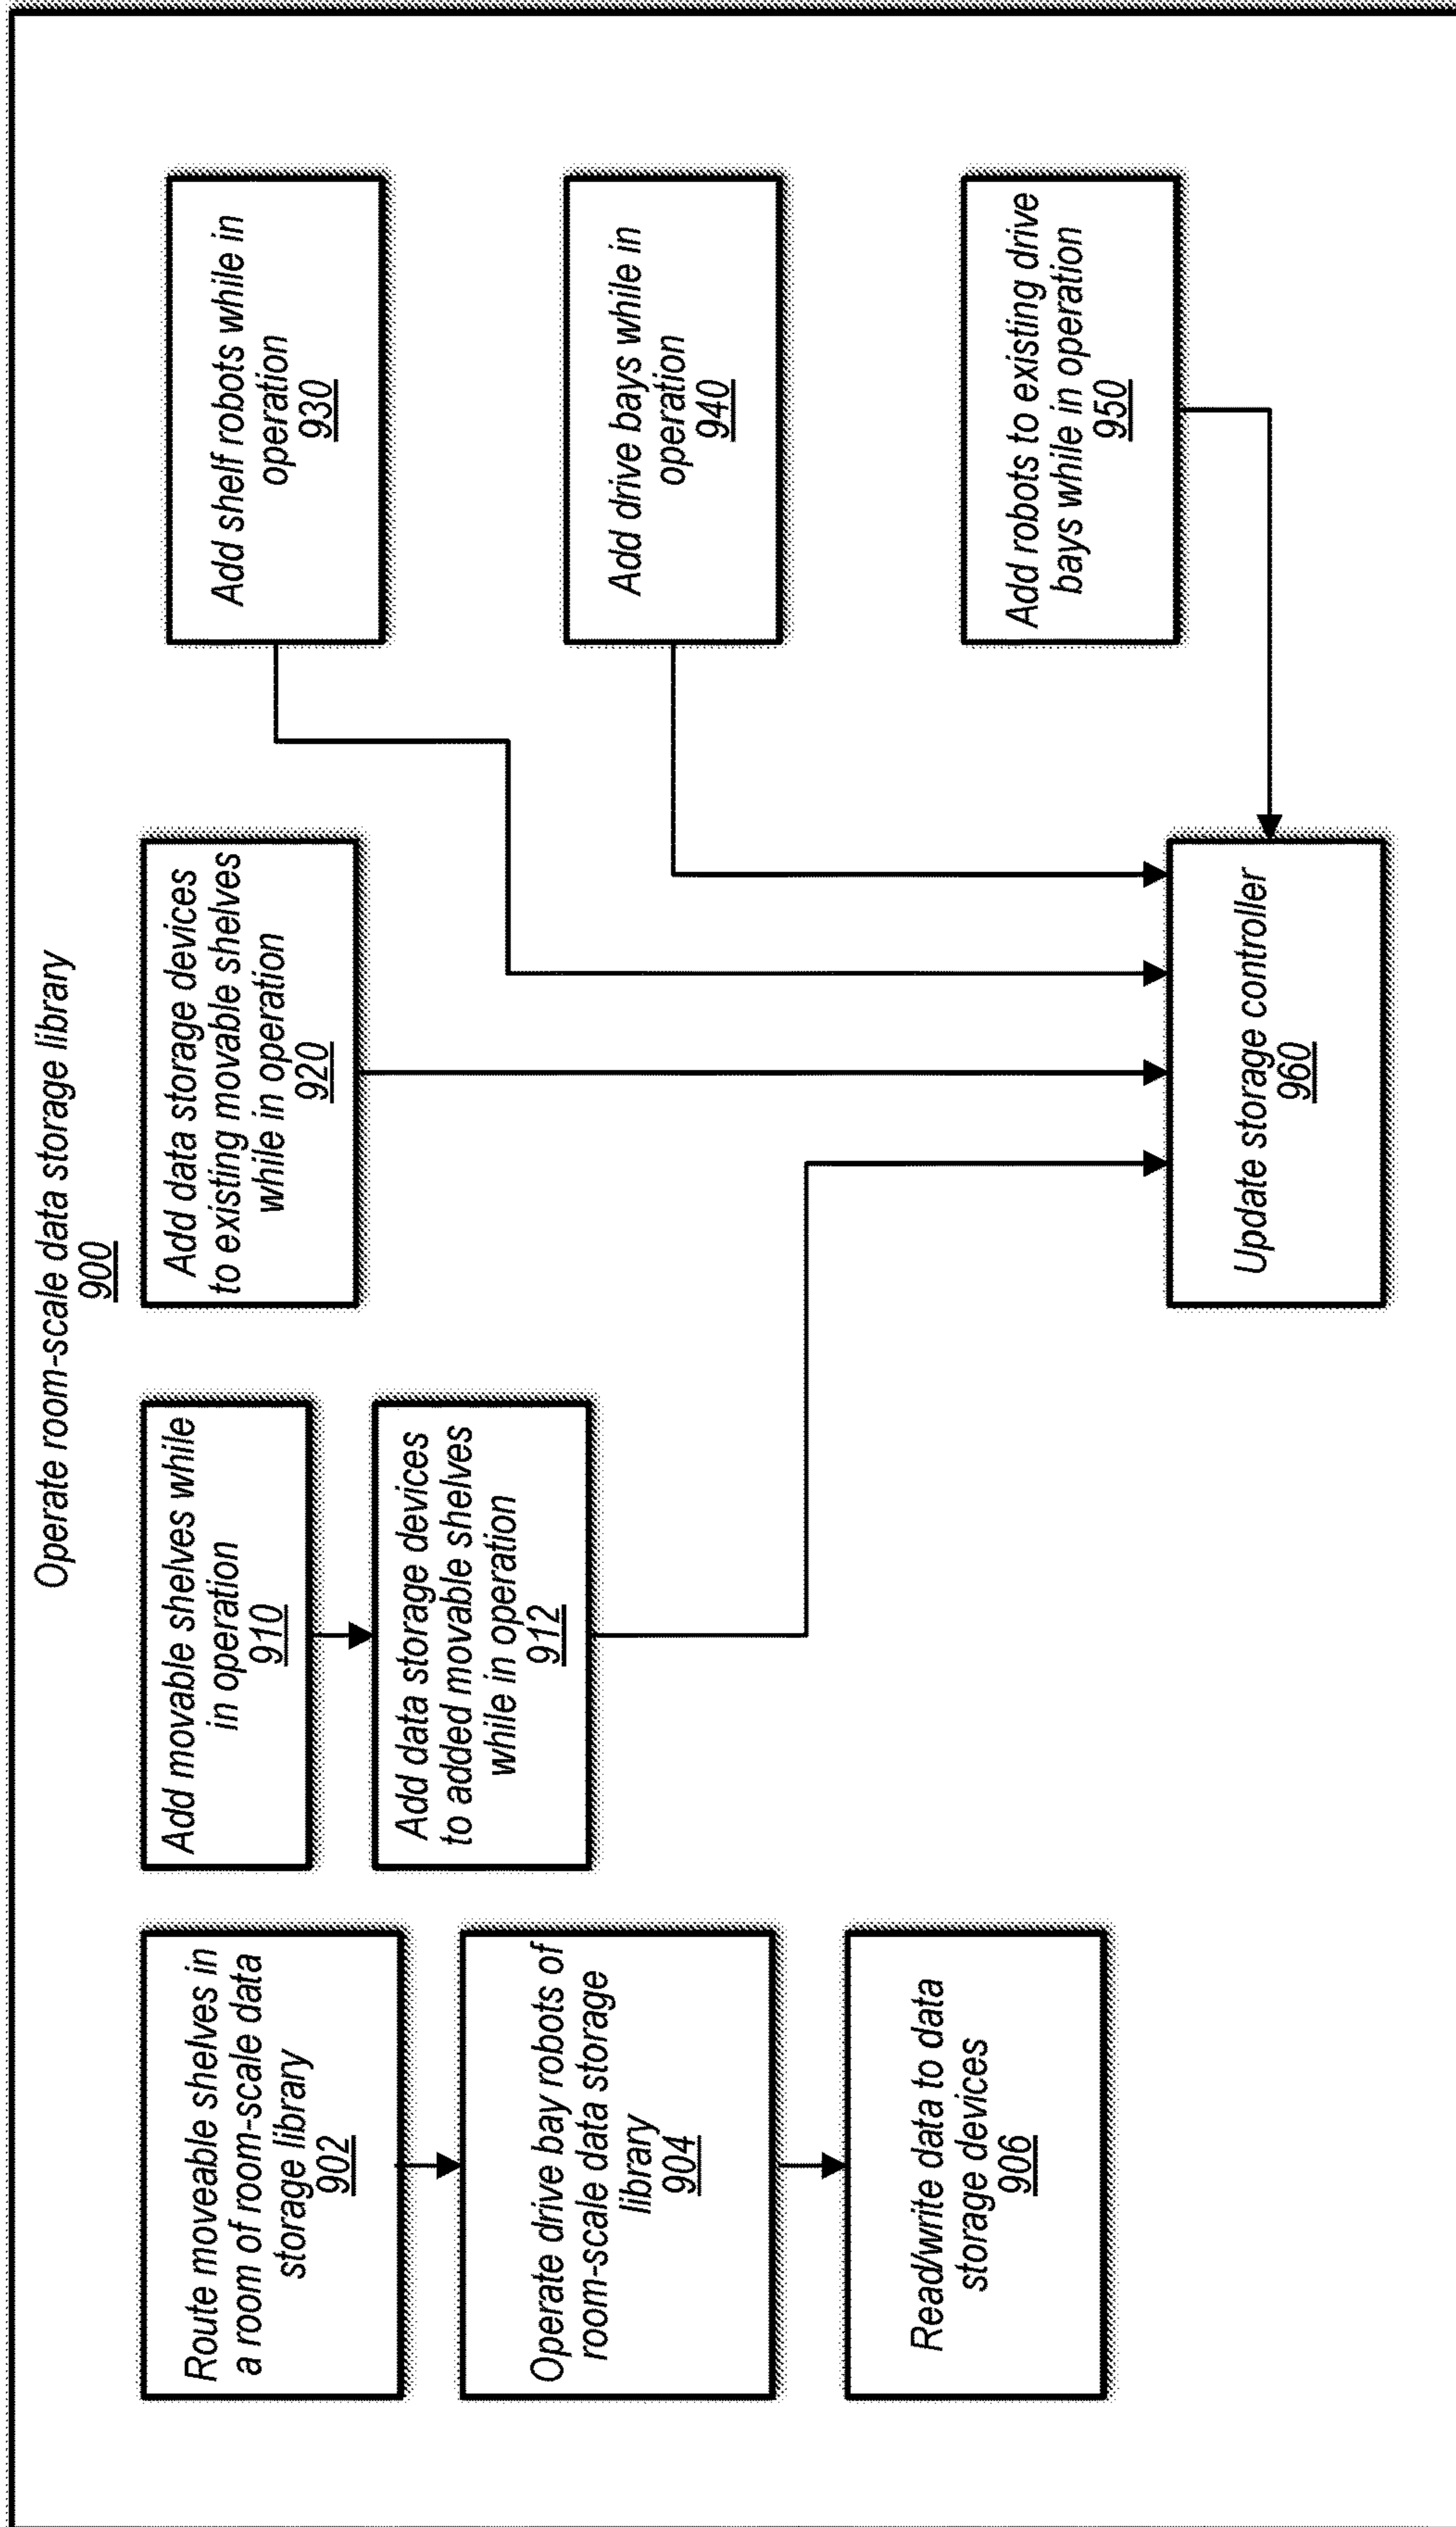 Operate room-scale data storage library
900
Route moveable shelves in
a room of room-scale data
storage library
902
Operate drive bay robots of
room-scale data storage
library
904
Read/write data to data
storage devices
906
Add movable shelves while
in operation
910
Add data storage devices
to added movable shelves
while in operation
912
Add data storage devices
to existing movable shelves
while in operation
920
Add shelf robots while in
operation
930
Add drive bays while in
operation
940
Add robots to existing drive
bays while in operation
950
Update storage controller
960